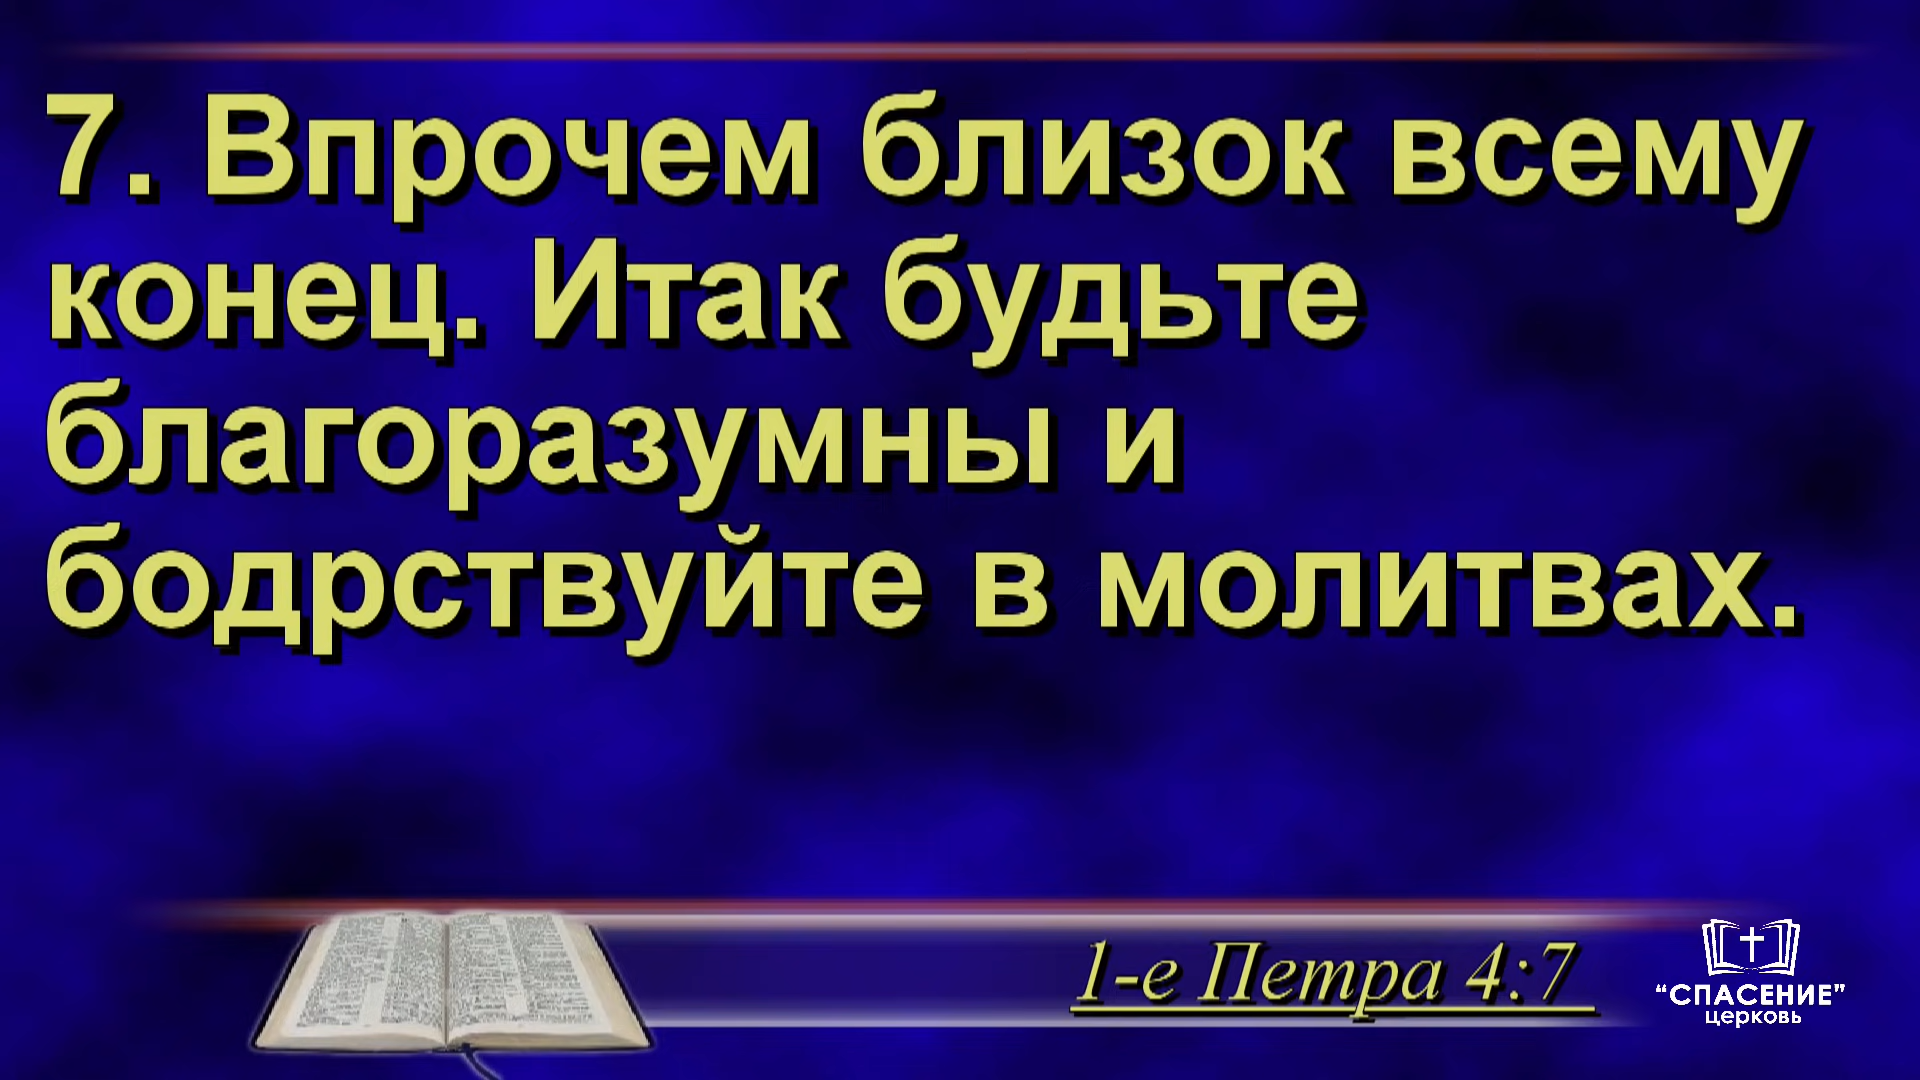 7. Впрочем близок всему
конец. Итак будьте
благоразумны и
бодрствуйте в молитвах.
1-е Петра 4:7
“СПАСЕНИЕ”
церковь